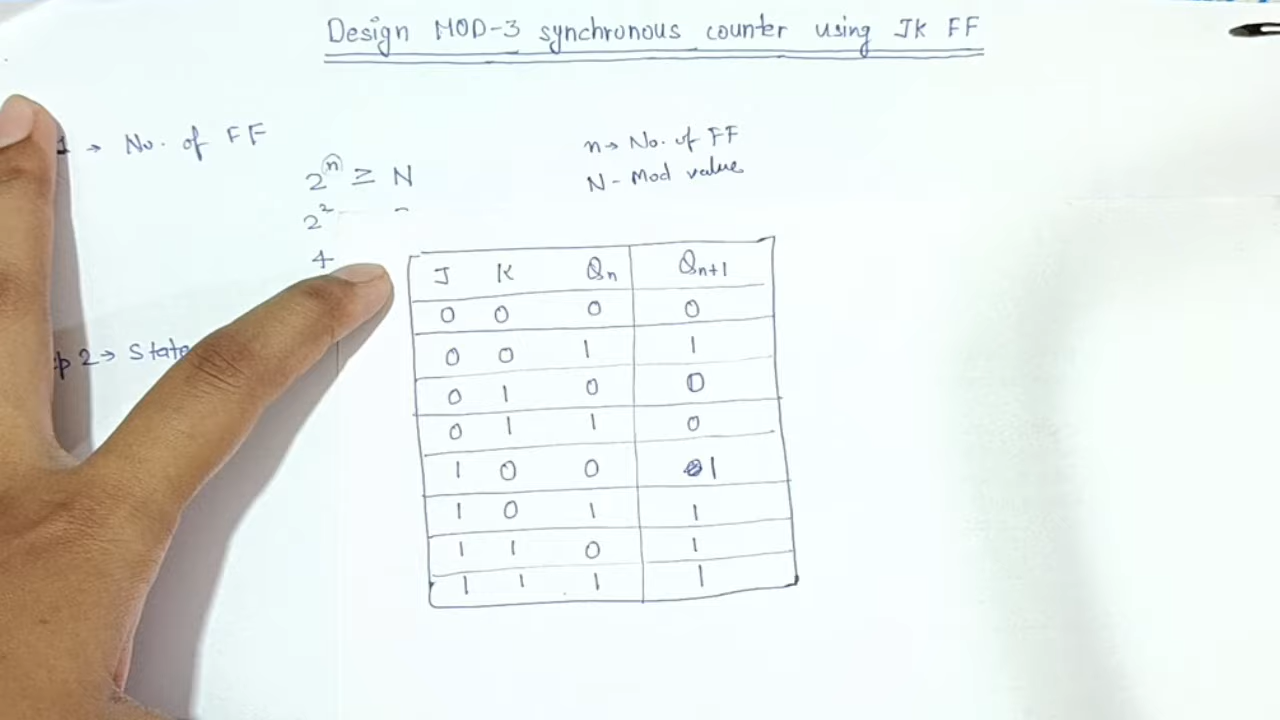 Design MOD-3 synchronous counter using JK FF
1 → No. of FF
2^n ≥ N
n → No. of FF
N - Mod value
2^2
4
p 2 → State
J K Qn Qn+1
0 0 0 0
0 0 1 1
0 1 0 0
0 1 1 0
1 0 0 1
1 0 1 1
1 1 0 1
1 1 1 1